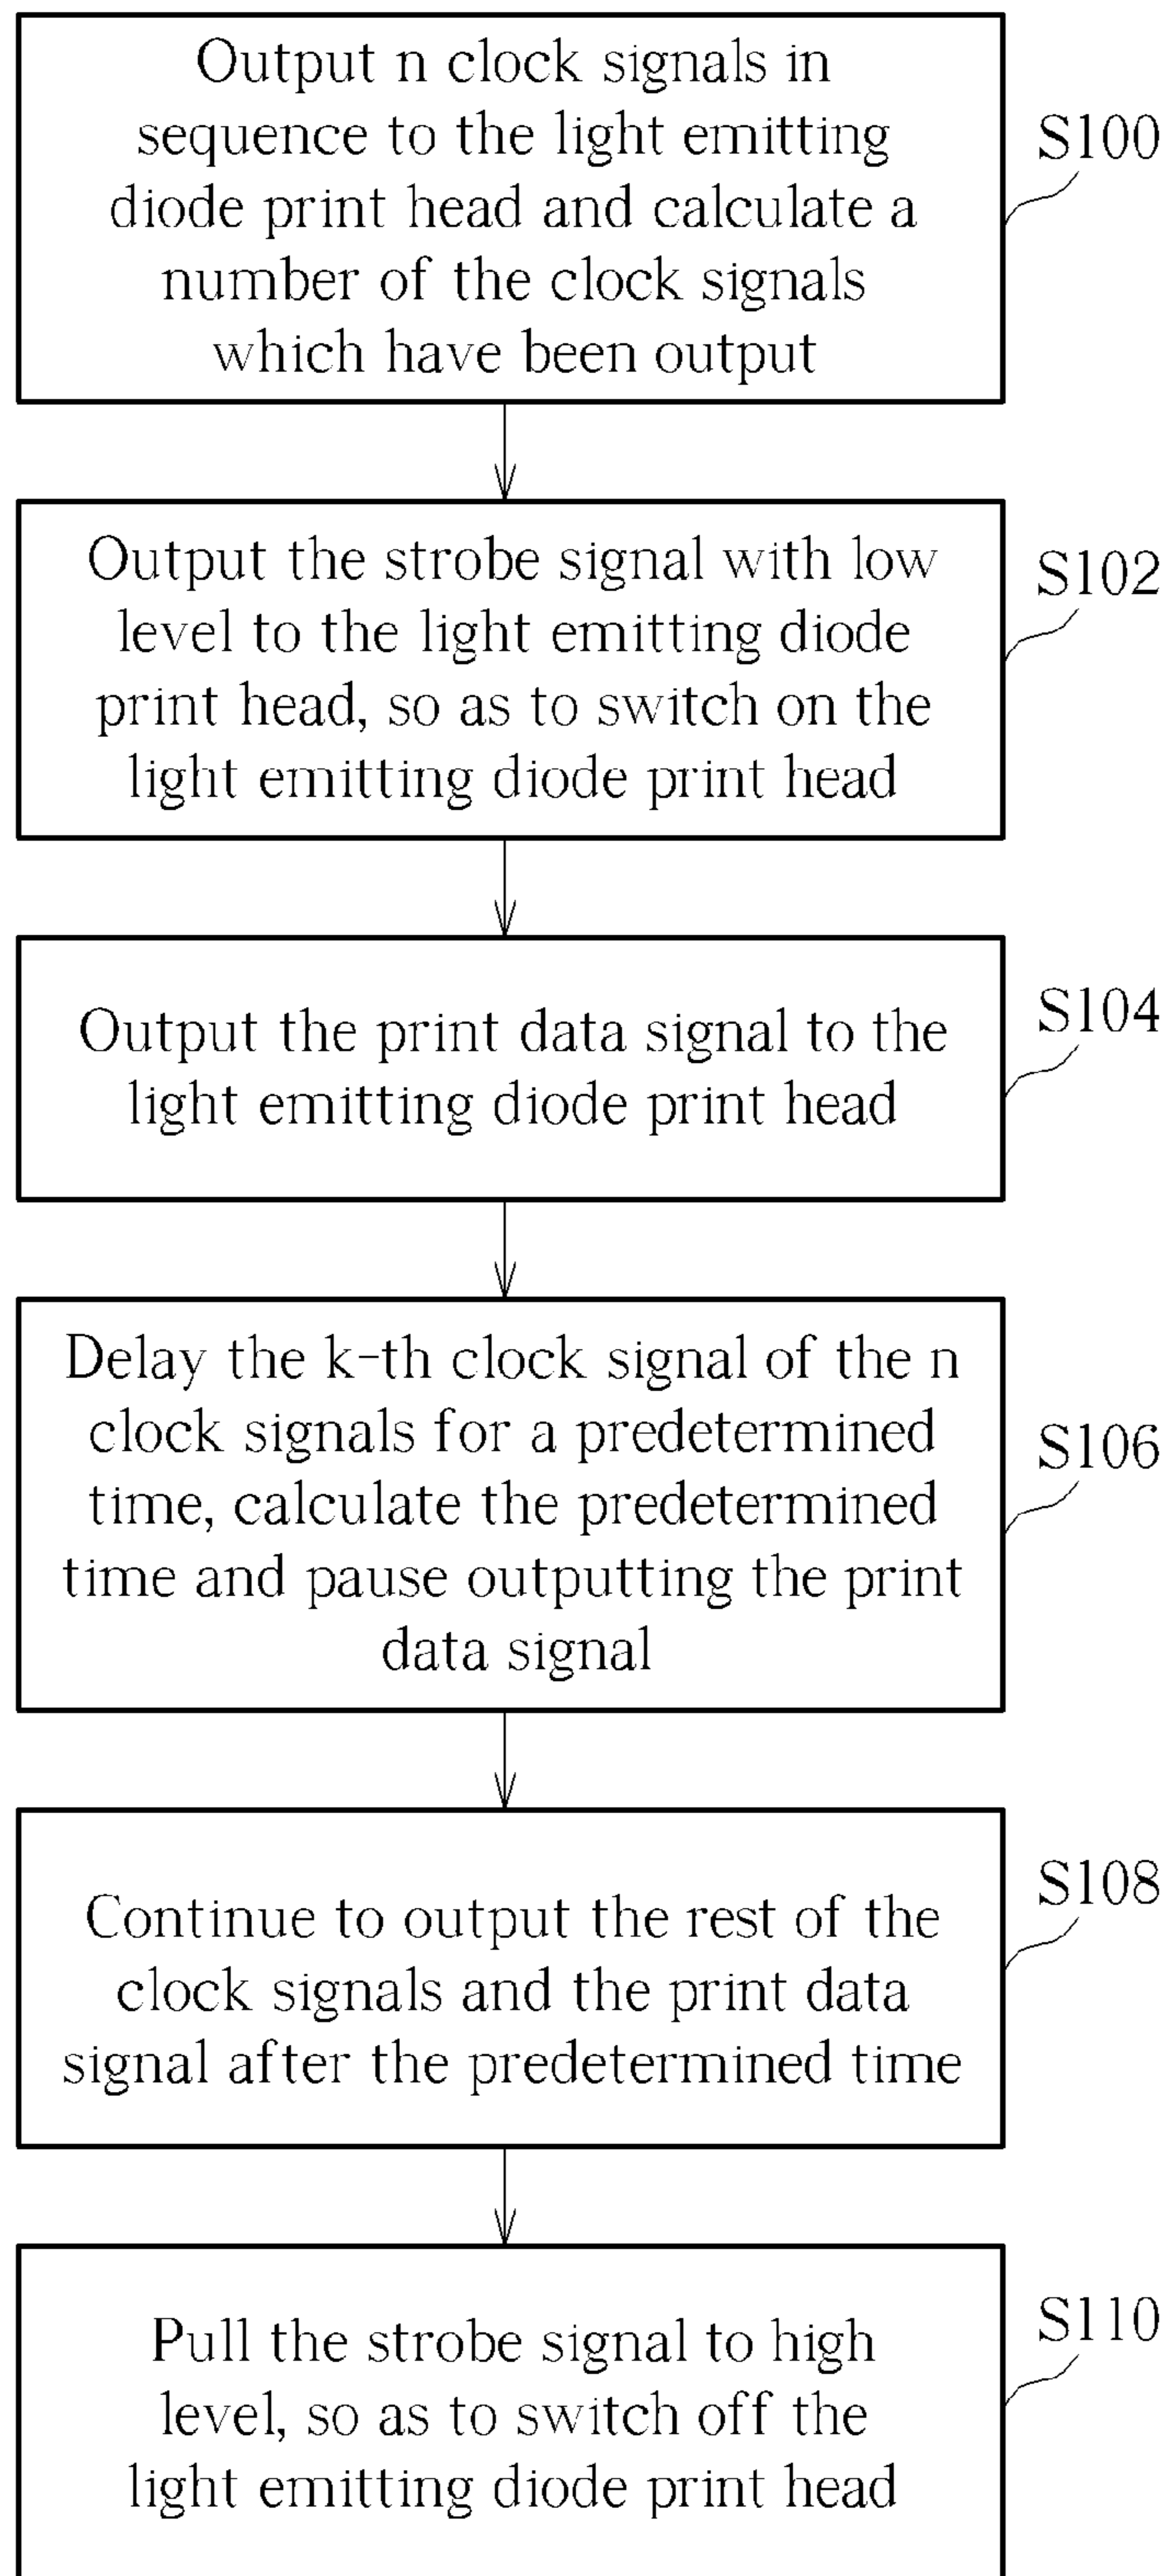 Output n clock signals in
sequence to the light emitting
diode print head and calculate a
number of the clock signals
which have been output
S100
Output the strobe signal with low
level to the light emitting diode
print head, so as to switch on the
light emitting diode print head
S102
Output the print data signal to the
light emitting diode print head
S104
Delay the k-th clock signal of the n
clock signals for a predetermined
time, calculate the predetermined
time and pause outputting the print
data signal
S106
Continue to output the rest of the
clock signals and the print data
signal after the predetermined time
S108
Pull the strobe signal to high
level, so as to switch off the
light emitting diode print head
S110